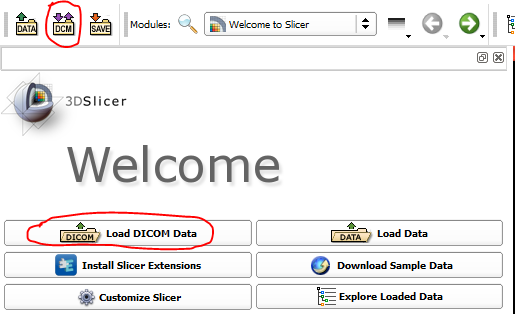 DATA DCM SAVE Modules: Welcome to Slicer
3DSlicer
Welcome
DICOM Load DICOM Data DATA Load Data
Install Slicer Extensions Download Sample Data
Customize Slicer Explore Loaded Data